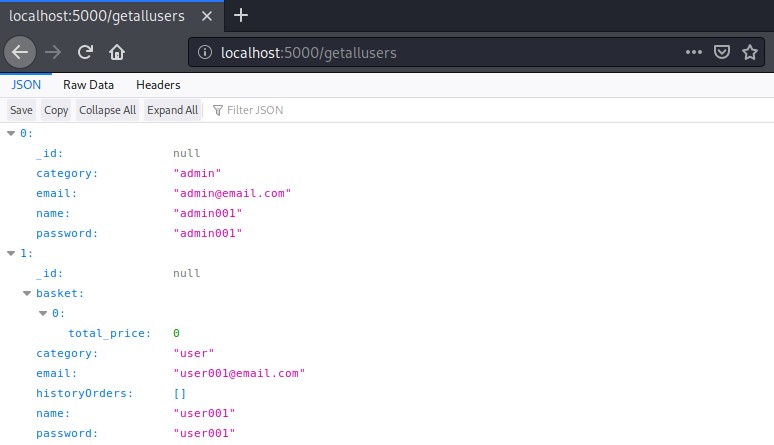 localhost:5000/getallusers
localhost:5000/getallusers
JSON Raw Data Headers
Save Copy Collapse All Expand All Filter JSON
0:
_id: null
category: "admin"
email: "admin@email.com"
name: "admin001"
password: "admin001"
1:
_id: null
basket:
0:
total_price: 0
category: "user"
email: "user001@email.com"
historyOrders: []
name: "user001"
password: "user001"